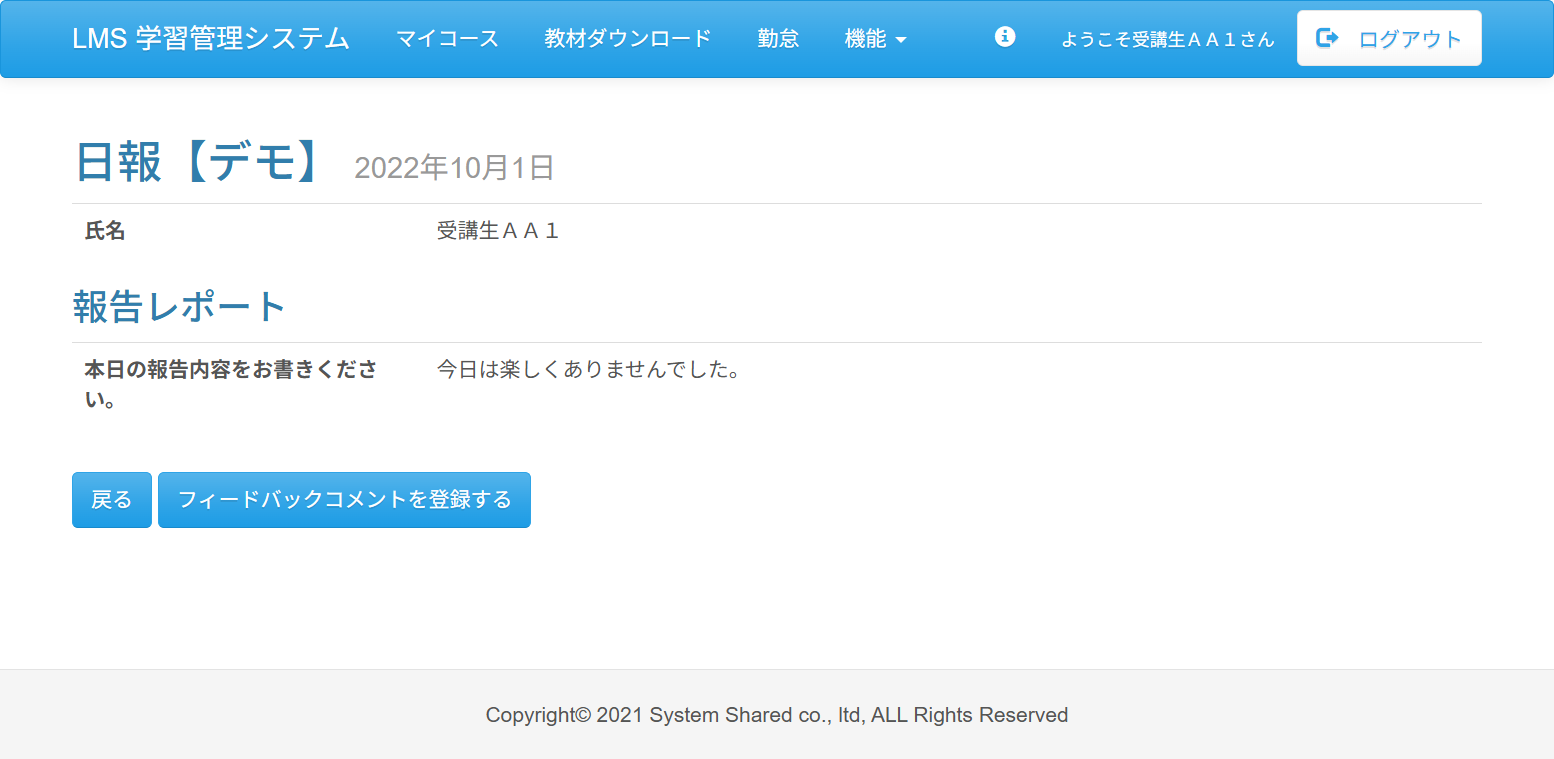 LMS 学習管理システム マイコース 教材ダウンロード 勤怠 機能 ようこそ受講生ＡＡ１さん ログアウト
日報【デモ】 2022年10月1日
氏名 受講生ＡＡ１
報告レポート
本日の報告内容をお書きくださ 今日は楽しくありませんでした。
い。
戻る フィードバックコメントを登録する
Copyright© 2021 System Shared co., ltd, ALL Rights Reserved